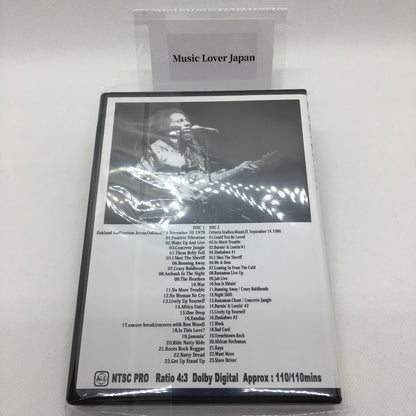 Music Lover Japan
DISC 1
Oakland Auditorium Arena, Oakland CA November 30 1979
01.Positive Vibration
02.Wake Up And Live
03.Concrete Jungle
04.Them Belly Full
05.I Shot The Sheriff
06.Running Away
07.Crazy Baldheads
08.Ambush In The Night
09.The Heathen
10.War
11.No More Trouble
12.No Woman No Cry
13.Lively Up Yourself
14.Africa Unite
15.One Drop
16.Exodus
17.encore break(encores with Ron Wood)
18.Is This Love?
19.Jammin'
20.Ride Natty Ride
21.Roots Rock Reggae
22.Natty Dread
23.Get Up Stand Up
DISC 2
Criteria Studios,Miami,FL September 14 1980
01.Could You Be Loved
02.So Much Trouble
03.Burnin' & Lootin' #1
04.Zimbabwe #1
05.I Shot The Sheriff
06.We & Dem
07.Coming In From The Cold
08.Rastaman Live Up
09.Jah Live
10.Sun Is Shinin'
11.Running Away / Crazy Baldheads
12.Night Shift
13.Rastaman Chant / Concrete Jungle
14.Burnin' & Lootin' #2
15.Lively Up Yourself
16.Zimbabwe #2
17.Work
18.Bad Card
19.Trenchtown Rock
20.African Herbsman
21.Kaya
22.Want More
23.Slave Driver
ALL NTSC PRO Ratio 4:3 Dolby Digital Approx : 110/110mins